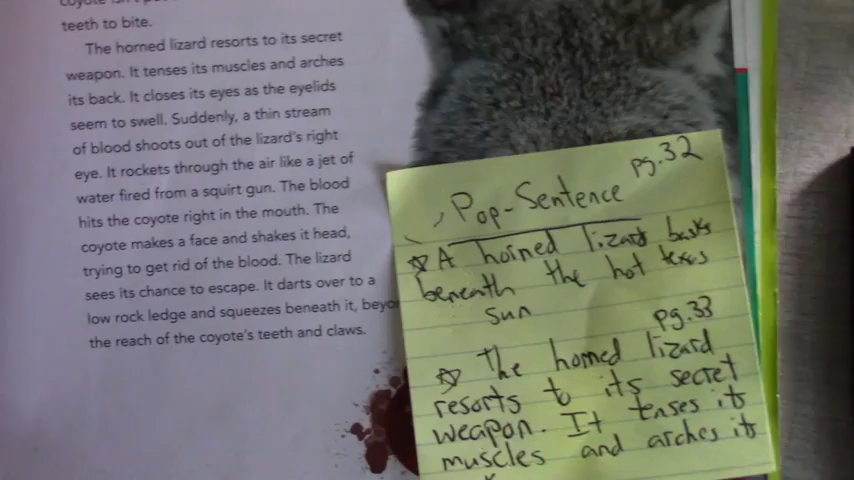 teeth to bite.
The horned lizard resorts to its secret
weapon. It tenses its muscles and arches
its back. It closes its eyes as the eyelids
seem to swell. Suddenly, a thin stream
of blood shoots out of the lizard's right
eye. It rockets through the air like a jet of
water fired from a squirt gun. The blood
hits the coyote right in the mouth. The
coyote makes a face and shakes it head,
trying to get rid of the blood. The lizard
sees its chance to escape. It darts over to a
low rock ledge and squeezes beneath it, beyo
the reach of the coyote's teeth and claws.
pg.32
Pop-Sentence
A horned lizard basks
beneath the hot texas
sun
pg.33
The horned lizard
resorts to its secret
weapon. It tenses its
muscles and arches its